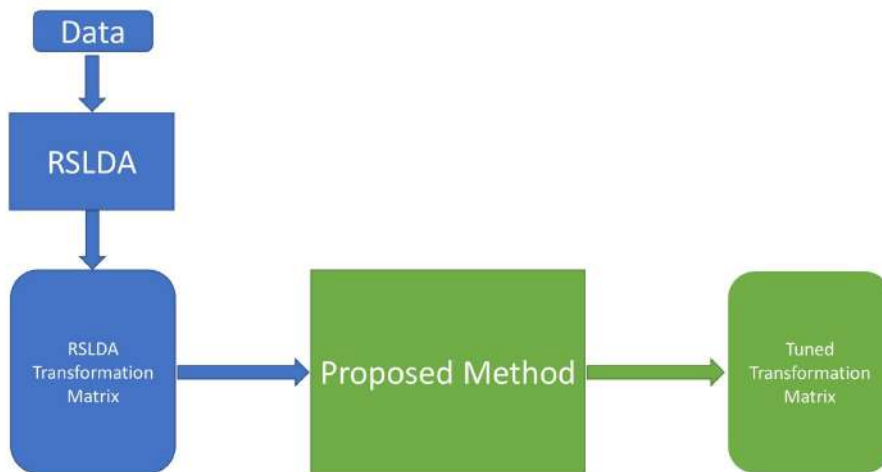 Data
RSLDA
RSLDA
Transformation
Matrix
Proposed Method
Tuned
Transformation
Matrix